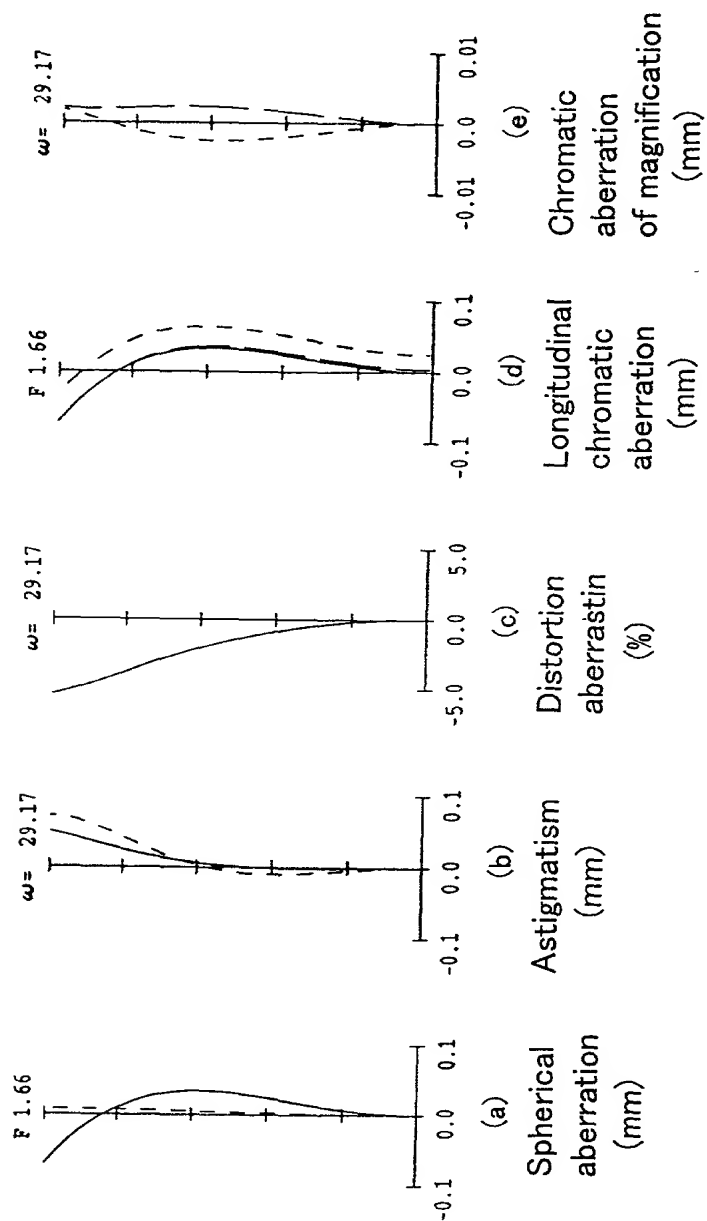 F 1.66
-0.1 0.0 0.1
(a)
Spherical
aberration
(mm)
ω= 29.17
-0.1 0.0 0.1
(b)
Astigmatism
(mm)
ω= 29.17
-5.0 0.0 5.0
(c)
Distortion
aberrastin
(%)
F 1.66
-0.1 0.0 0.1
(d)
Longitudinal
chromatic
aberration
(mm)
ω= 29.17
-0.01 0.0 0.01
(e)
Chromatic
aberration
of magnification
(mm)